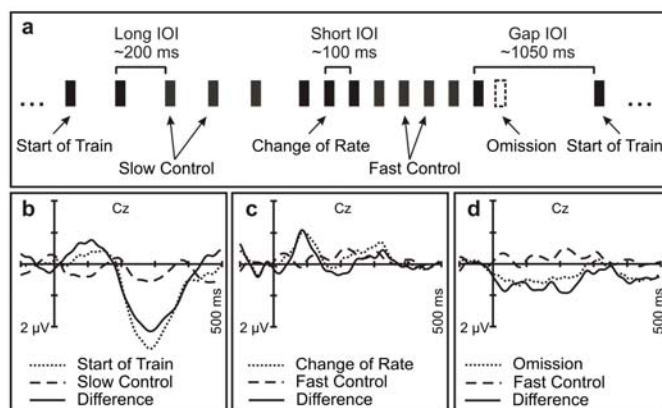 a
Long IOI
~200 ms
Short IOI
~100 ms
Gap IOI
~1050 ms
... ...
Start of Train
Slow Control
Change of Rate
Fast Control
Omission
Start of Train
b
Cz
2 µV
500 ms
Start of Train
Slow Control
Difference
c
Cz
2 µV
500 ms
Change of Rate
Fast Control
Difference
d
Cz
2 µV
500 ms
Omission
Fast Control
Difference